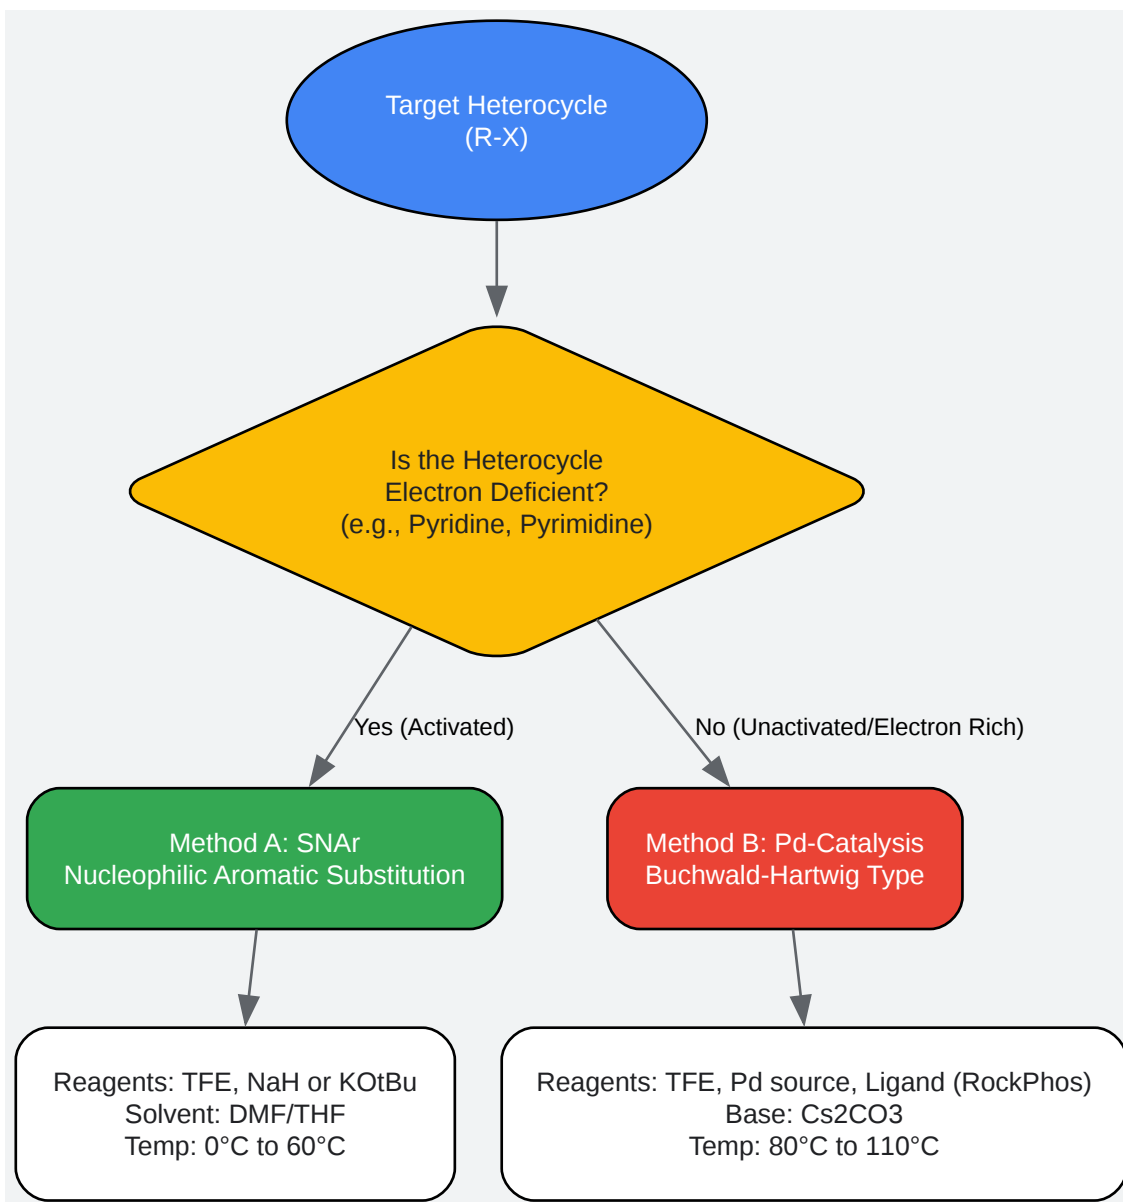 Target Heterocycle
(R-X)
Is the Heterocycle
Electron Deficient?
(e.g., Pyridine, Pyrimidine)
Yes (Activated)
No (Unactivated/Electron Rich)
Method A: SNAr
Nucleophilic Aromatic Substitution
Method B: Pd-Catalysis
Buchwald-Hartwig Type
Reagents: TFE, NaH or KOtBu
Solvent: DMF/THF
Temp: 0°C to 60°C
Reagents: TFE, Pd source, Ligand (RockPhos)
Base: Cs2CO3
Temp: 80°C to 110°C